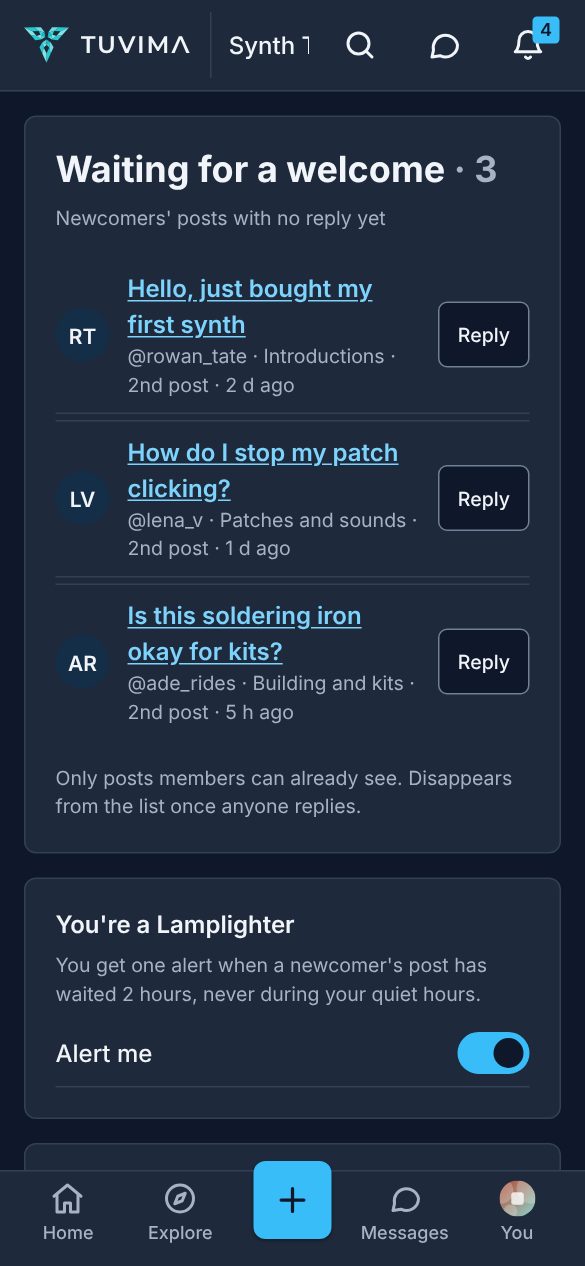 TUVIMA
Synth
4
Waiting for a welcome · 3
Newcomers' posts with no reply yet
RT
Hello, just bought my
first synth
@rowan_tate · Introductions ·
2nd post · 2 d ago
Reply
LV
How do I stop my patch
clicking?
@lena_v · Patches and sounds ·
2nd post · 1 d ago
Reply
AR
Is this soldering iron
okay for kits?
@ade_rides · Building and kits ·
2nd post · 5 h ago
Reply
Only posts members can already see. Disappears
from the list once anyone replies.
You're a Lamplighter
You get one alert when a newcomer's post has
waited 2 hours, never during your quiet hours.
Alert me
Home
Explore
Messages
You